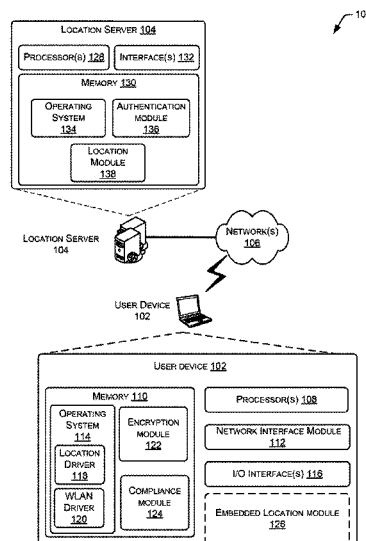 10
LOCATION SERVER 104
PROCESSOR(S) 128
INTERFACE(S) 132
MEMORY 130
OPERATING
SYSTEM
134
AUTHENTICATION
MODULE
136
LOCATION
MODULE
138
LOCATION SERVER
104
NETWORK(S)
106
USER DEVICE
102
USER DEVICE 102
MEMORY 110
OPERATING
SYSTEM
114
LOCATION
DRIVER
118
WLAN
DRIVER
120
ENCRYPTION
MODULE
122
COMPLIANCE
MODULE
124
PROCESSOR(S) 108
NETWORK INTERFACE MODULE
112
I/O INTERFACE(S) 116
EMBEDDED LOCATION MODULE
126